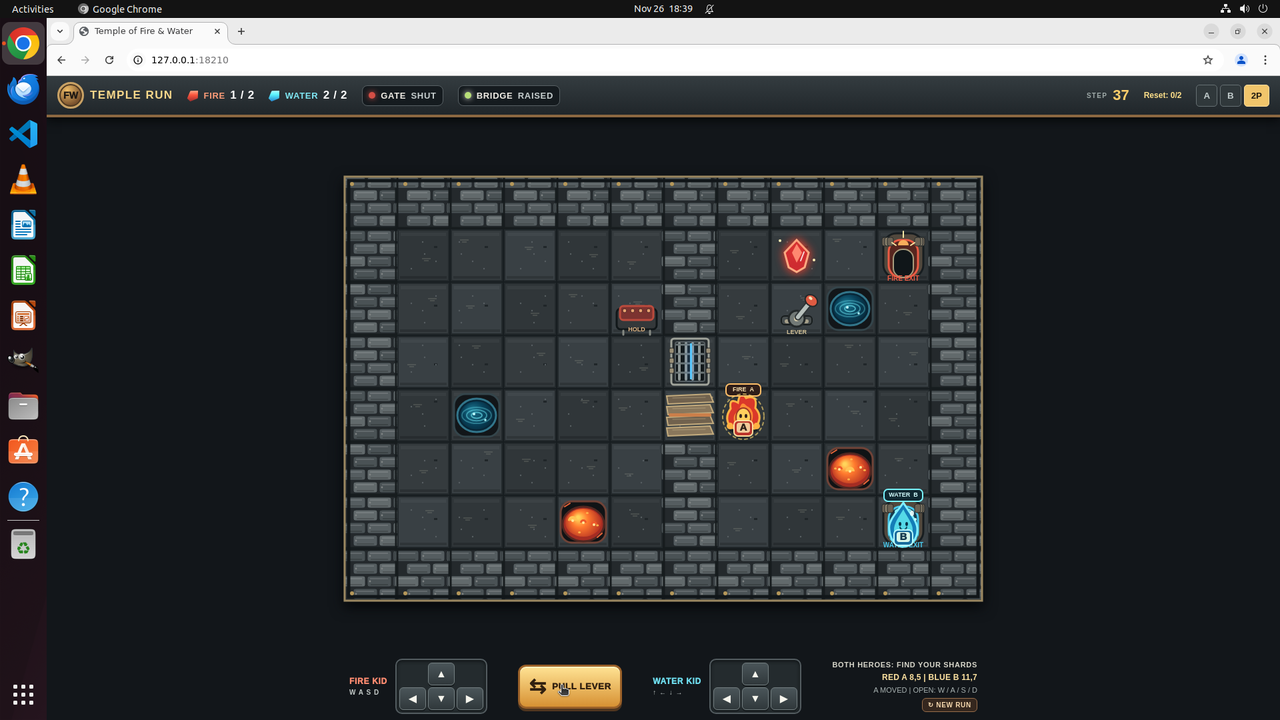 Activities
Google Chrome
Nov 26 18:39
Temple of Fire & Water
127.0.0.1:18210
FW
TEMPLE RUN
FIRE 1 / 2
WATER 2 / 2
GATE SHUT
BRIDGE RAISED
STEP 37
Reset: 0/2
A
B
2P
FIRE EXIT
HOLD
LEVER
FIRE A
A
WATER B
B
WATER EXIT
FIRE KID
W A S D
PULL LEVER
WATER KID
↑ ← ↓ →
BOTH HEROES: FIND YOUR SHARDS
RED A 8,5 | BLUE B 11,7
A MOVED | OPEN: W / A / S / D
↻ NEW RUN